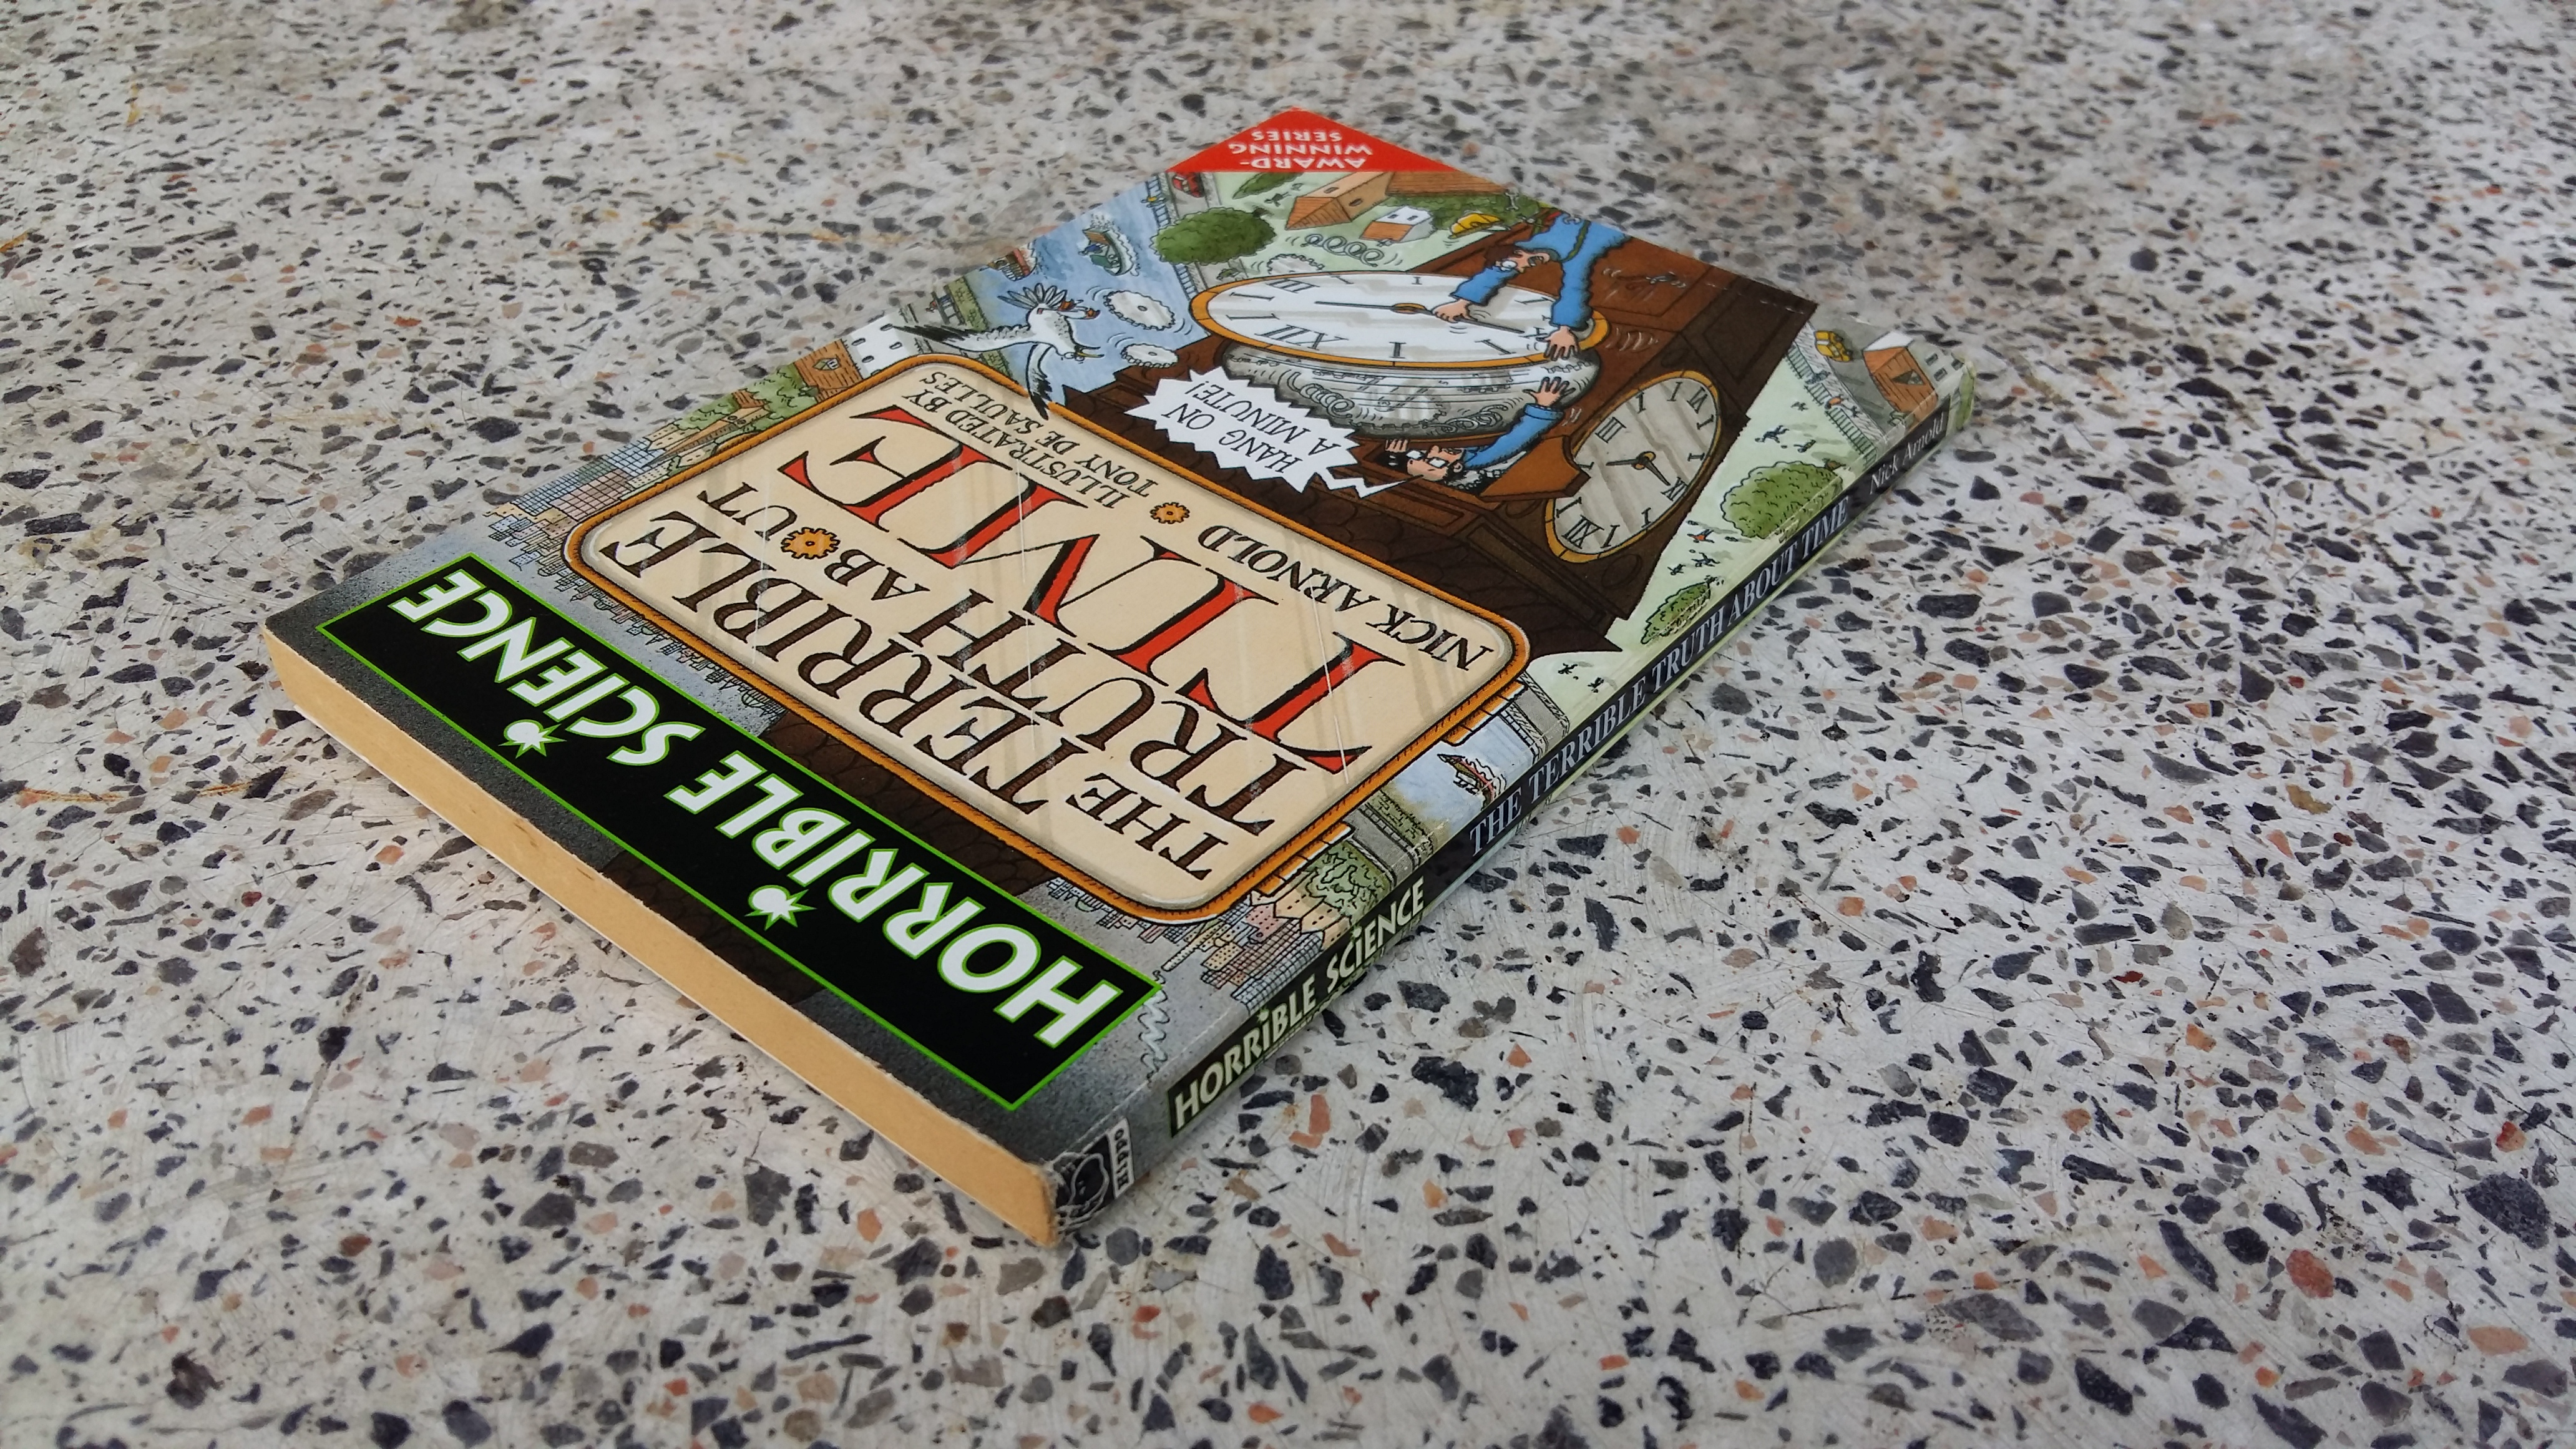 HORRIBLE SCIENCE
THE TERRIBLE
TRUTH ABOUT
TIME
NICK ARNOLD
ILLUSTRATED BY
TONY DE SAULLES
HANG ON
A MINUTE!
AWARD-
WINNING
SERIES
HIPPO
HORRIBLE SCIENCE
THE TERRIBLE TRUTH ABOUT TIME
Nick Arnold